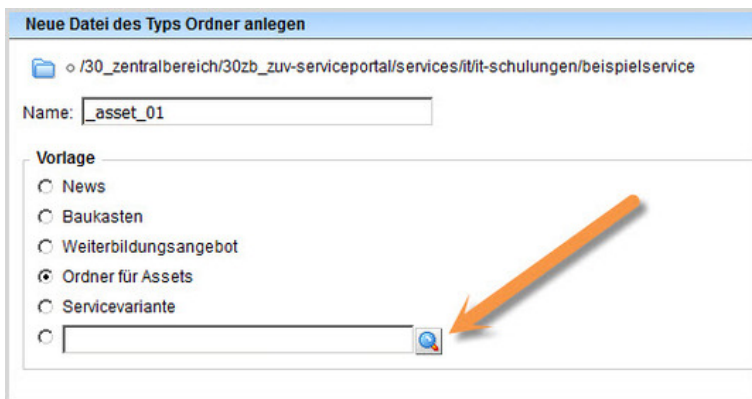 Neue Datei des Typs Ordner anlegen
/30_zentralbereich/30zb_zuv-serviceportal/services/it/it-schulungen/beispielservice
Name: _asset_01
Vorlage
News
Baukasten
Weiterbildungsangebot
Ordner für Assets
Servicevariante